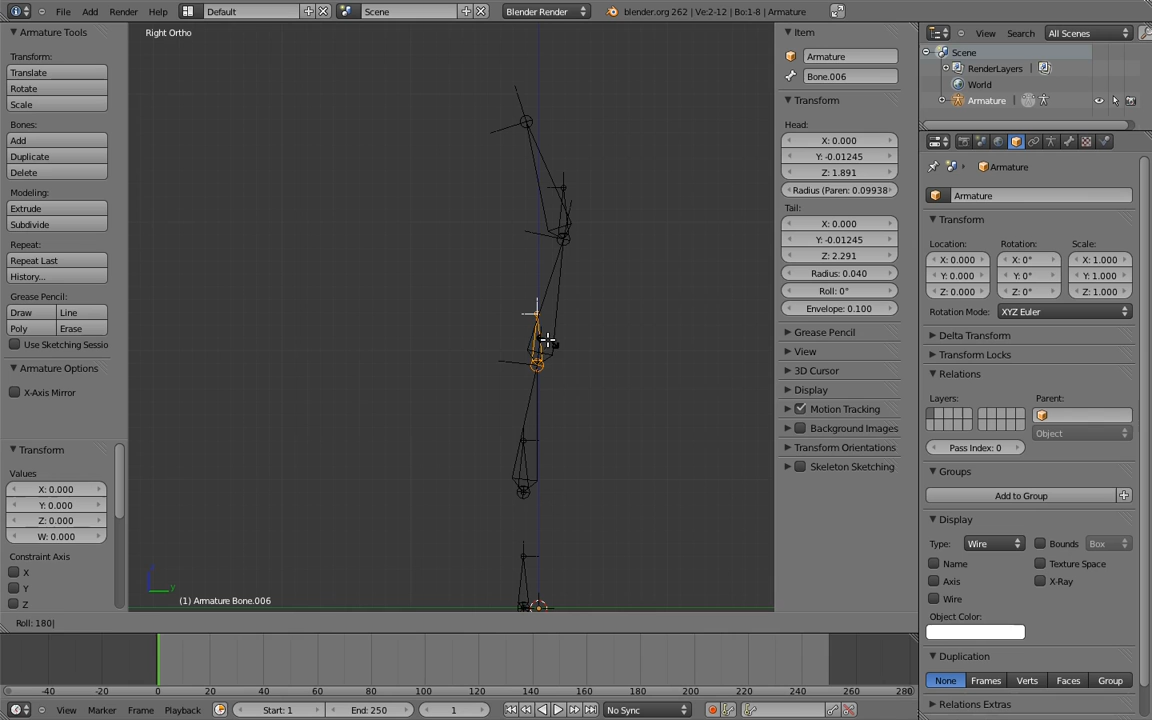 File Add Render Help Default Scene Blender Render blender.org 262 | Ve:2-12 | Bo:1-8 | Armature
Armature Tools
Transform:
Translate
Rotate
Scale
Bones:
Add
Duplicate
Delete
Modeling:
Extrude
Subdivide
Repeat:
Repeat Last
History...
Grease Pencil:
Draw Line
Poly Erase
Use Sketching Sessio
Armature Options
X-Axis Mirror
Transform
Values
X: 0.000
Y: 0.000
Z: 0.000
W: 0.000
Constraint Axis
X
Y
Z
Right Ortho
z
y
(1) Armature Bone.006
Item
Armature
Bone.006
Transform
Head:
X: 0.000
Y: -0.01245
Z: 1.891
Radius (Paren: 0.09938
Tail:
X: 0.000
Y: -0.01245
Z: 2.291
Radius: 0.040
Roll: 0°
Envelope: 0.100
Grease Pencil
View
3D Cursor
Display
Motion Tracking
Background Images
Transform Orientations
Skeleton Sketching
View Search All Scenes
Scene
RenderLayers
World
Armature
Armature
Armature
Transform
Location: Rotation: Scale:
X: 0.000 X: 0° X: 1.000
Y: 0.000 Y: 0° Y: 1.000
Z: 0.000 Z: 0° Z: 1.000
Rotation Mode: XYZ Euler
Delta Transform
Transform Locks
Relations
Layers: Parent:
Object
Pass Index: 0
Groups
Add to Group
Display
Type: Wire Bounds Box
Name Texture Space
Axis X-Ray
Wire
Object Color:
Duplication
None Frames Verts Faces Group
Relations Extras
Roll: 180|
-40 -20 0 20 40 60 80 100 120 140 160 180 200 220 240 260 280
View Marker Frame Playback Start: 1 End: 250 1 No Sync